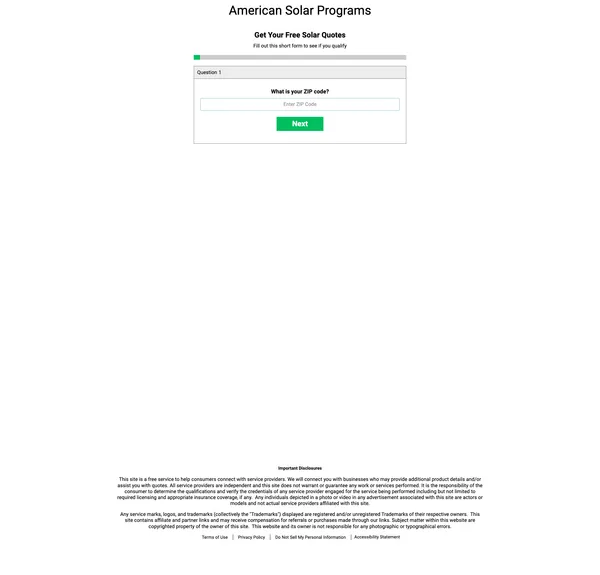 American Solar Programs
Get Your Free Solar Quotes
Fill out this short form to see if you qualify
Question 1
What is your ZIP code?
Enter ZIP Code
Next
Important Disclosures
This site is a free service to help consumers connect with service providers. We will connect you with businesses who may provide additional product details and/or
assist you with quotes. All service providers are independent and this site does not warrant or guarantee any work or services performed. It is the responsibility of the
consumer to determine the qualifications and verify the credentials of any service provider engaged for the service being performed including but not limited to
required licensing and appropriate insurance coverage, if any.  Any individuals depicted in a photo or video in any advertisement associated with this site are actors or
models and not actual service providers affiliated with this site.
Any service marks, logos, and trademarks (collectively the "Trademarks") displayed are registered and/or unregistered Trademarks of their respective owners.  This
site contains affiliate and partner links and may receive compensation for referrals or purchases made through our links. Subject matter within this website are
copyrighted property of the owner of this site.  This website and its owner is not responsible for any photographic or typographical errors.
Terms of Use | Privacy Policy | Do Not Sell My Personal Information | Accessibility Statement